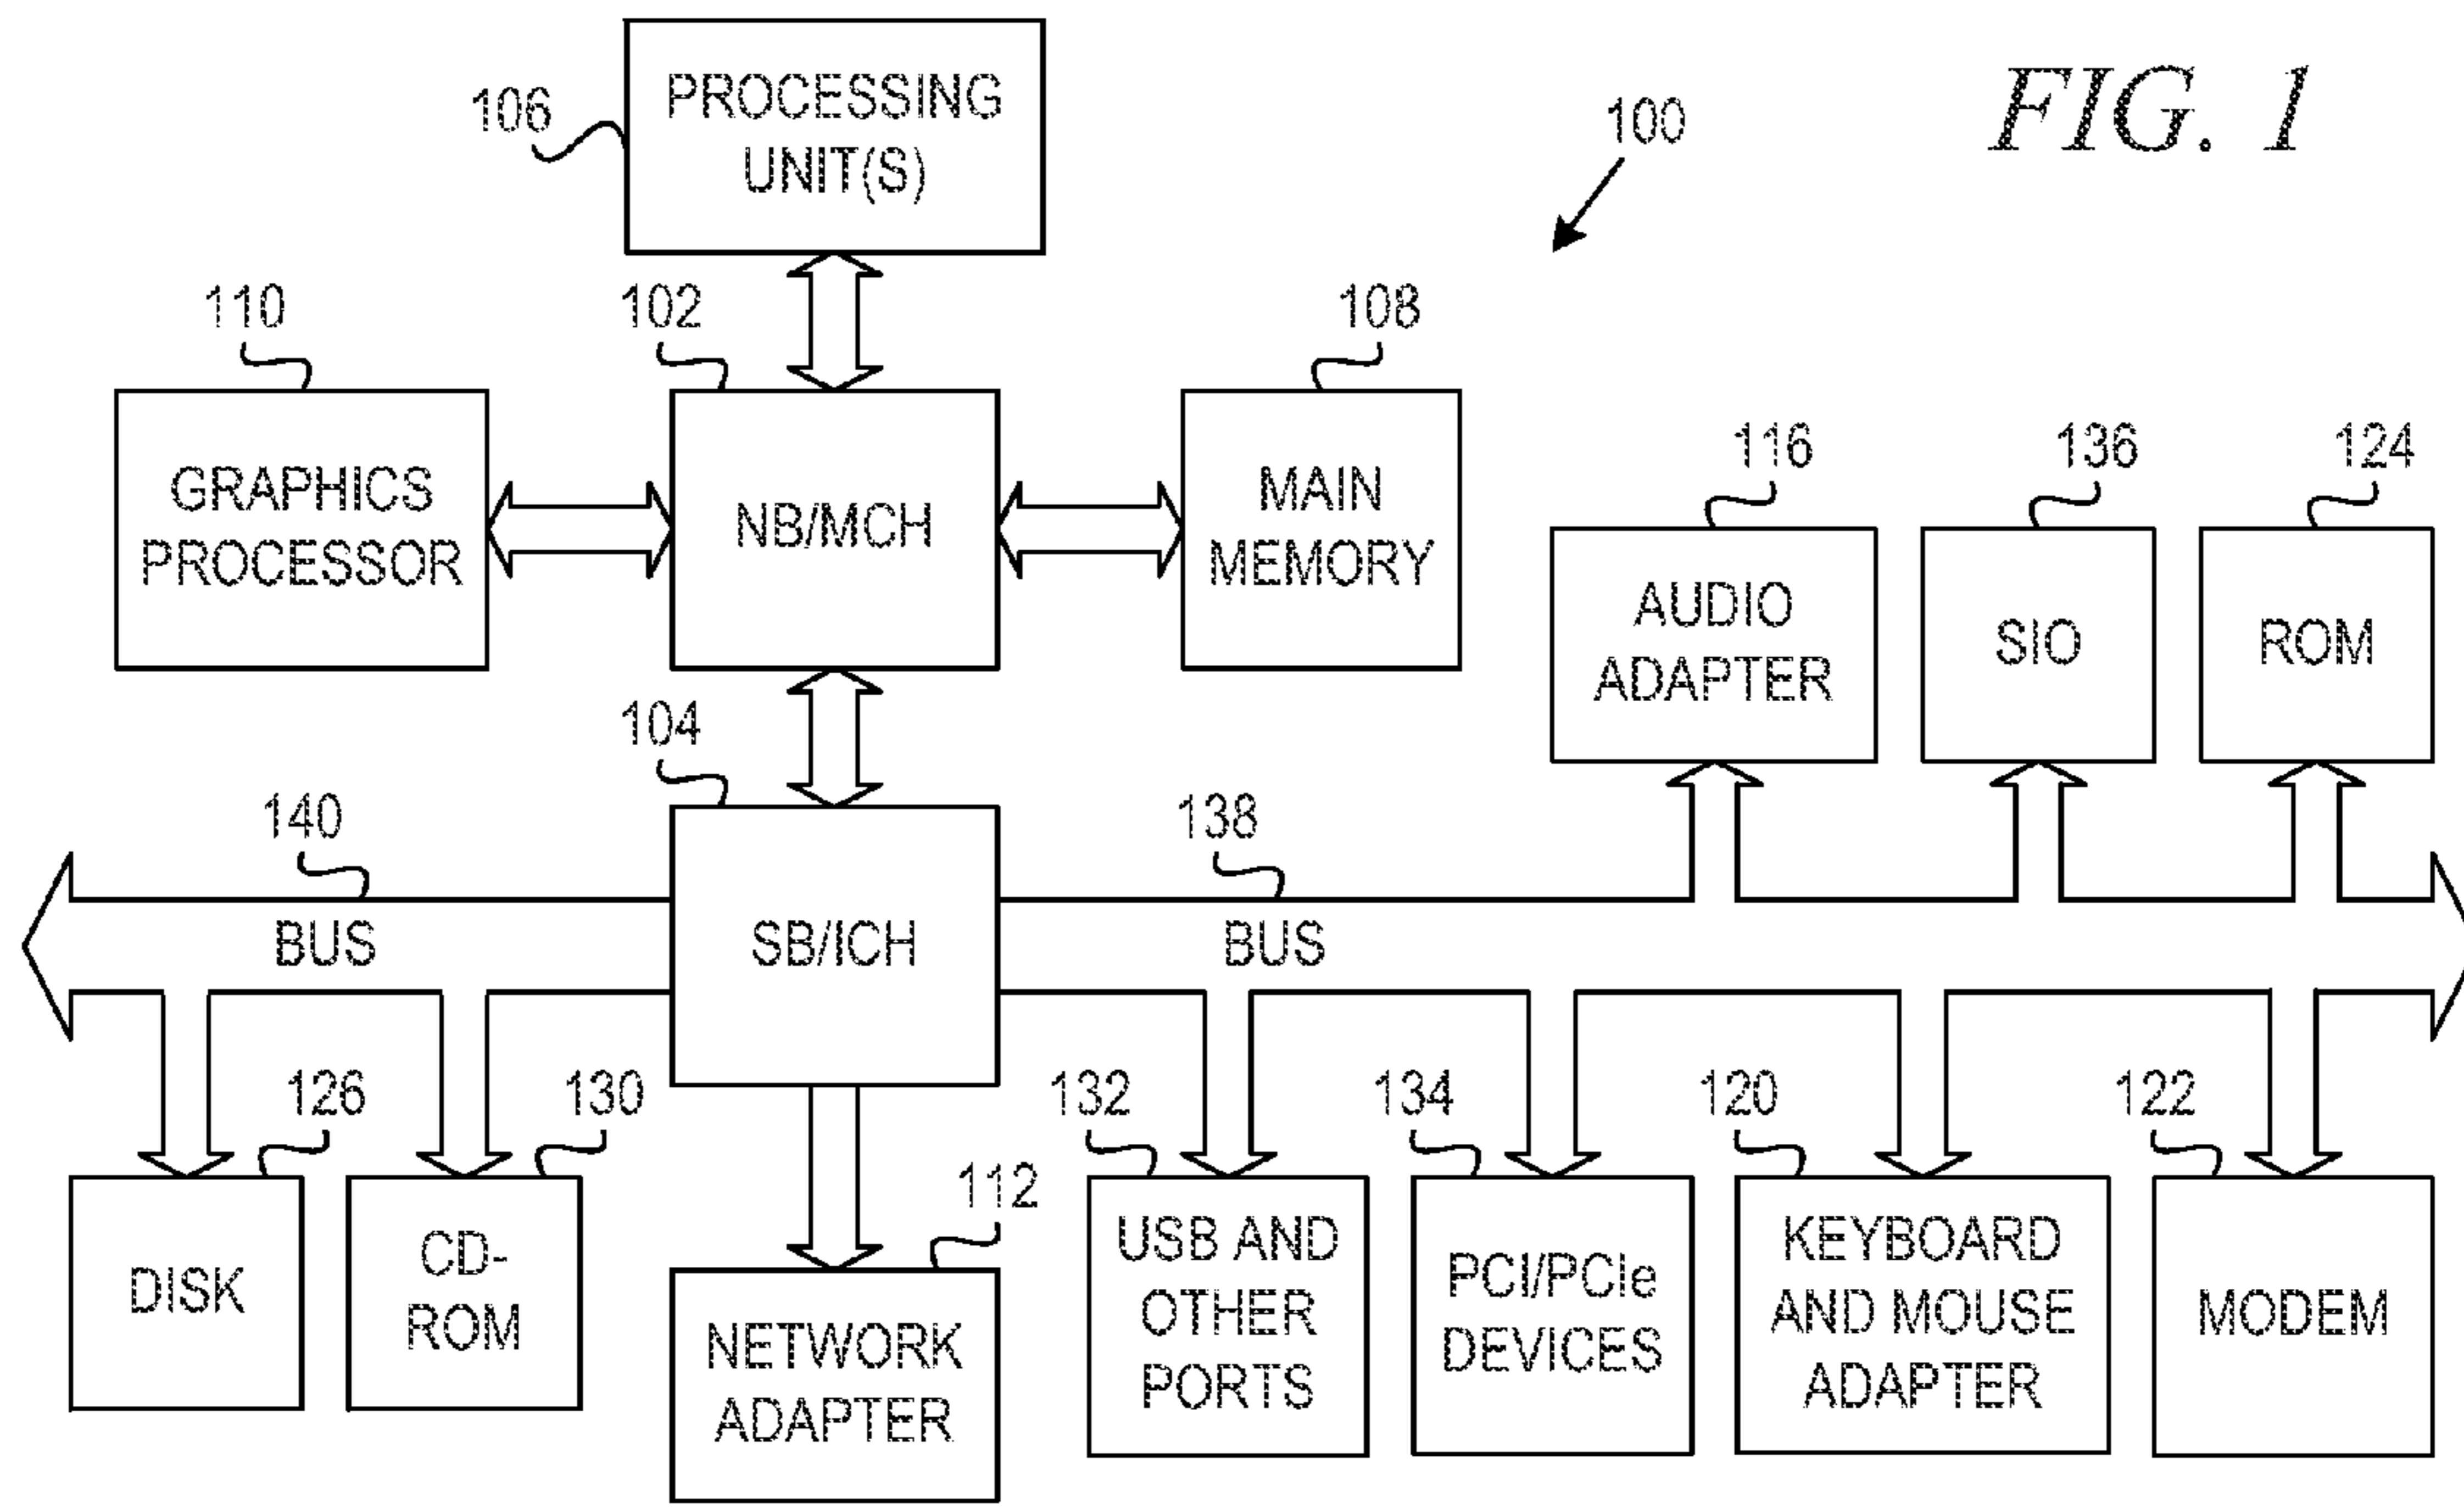 FIG. 1
100
106
PROCESSING
UNIT(S)
110
102
108
GRAPHICS
PROCESSOR
NB/MCH
MAIN
MEMORY
116
136
124
AUDIO
ADAPTER
SIO
ROM
104
140
138
BUS
SB/ICH
BUS
126
130
132
134
120
122
112
DISK
CD-
ROM
NETWORK
ADAPTER
USB AND
OTHER
PORTS
PCI/PCIe
DEVICES
KEYBOARD
AND MOUSE
ADAPTER
MODEM